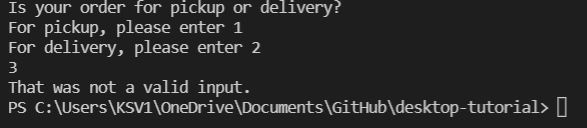 Is your order for pickup or delivery?
For pickup, please enter 1
For delivery, please enter 2
3
That was not a valid input.
PS C:\Users\KSV1\OneDrive\Documents\GitHub\desktop-tutorial>